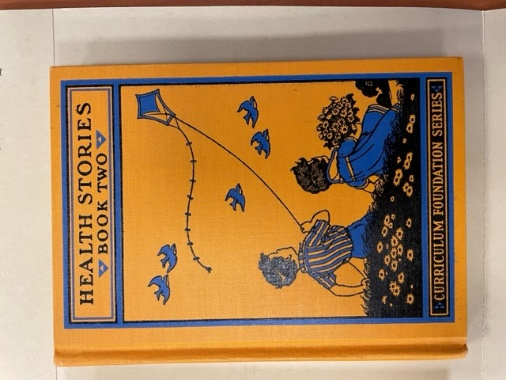 HEALTH STORIES
BOOK TWO
CURRICULUM FOUNDATION SERIES